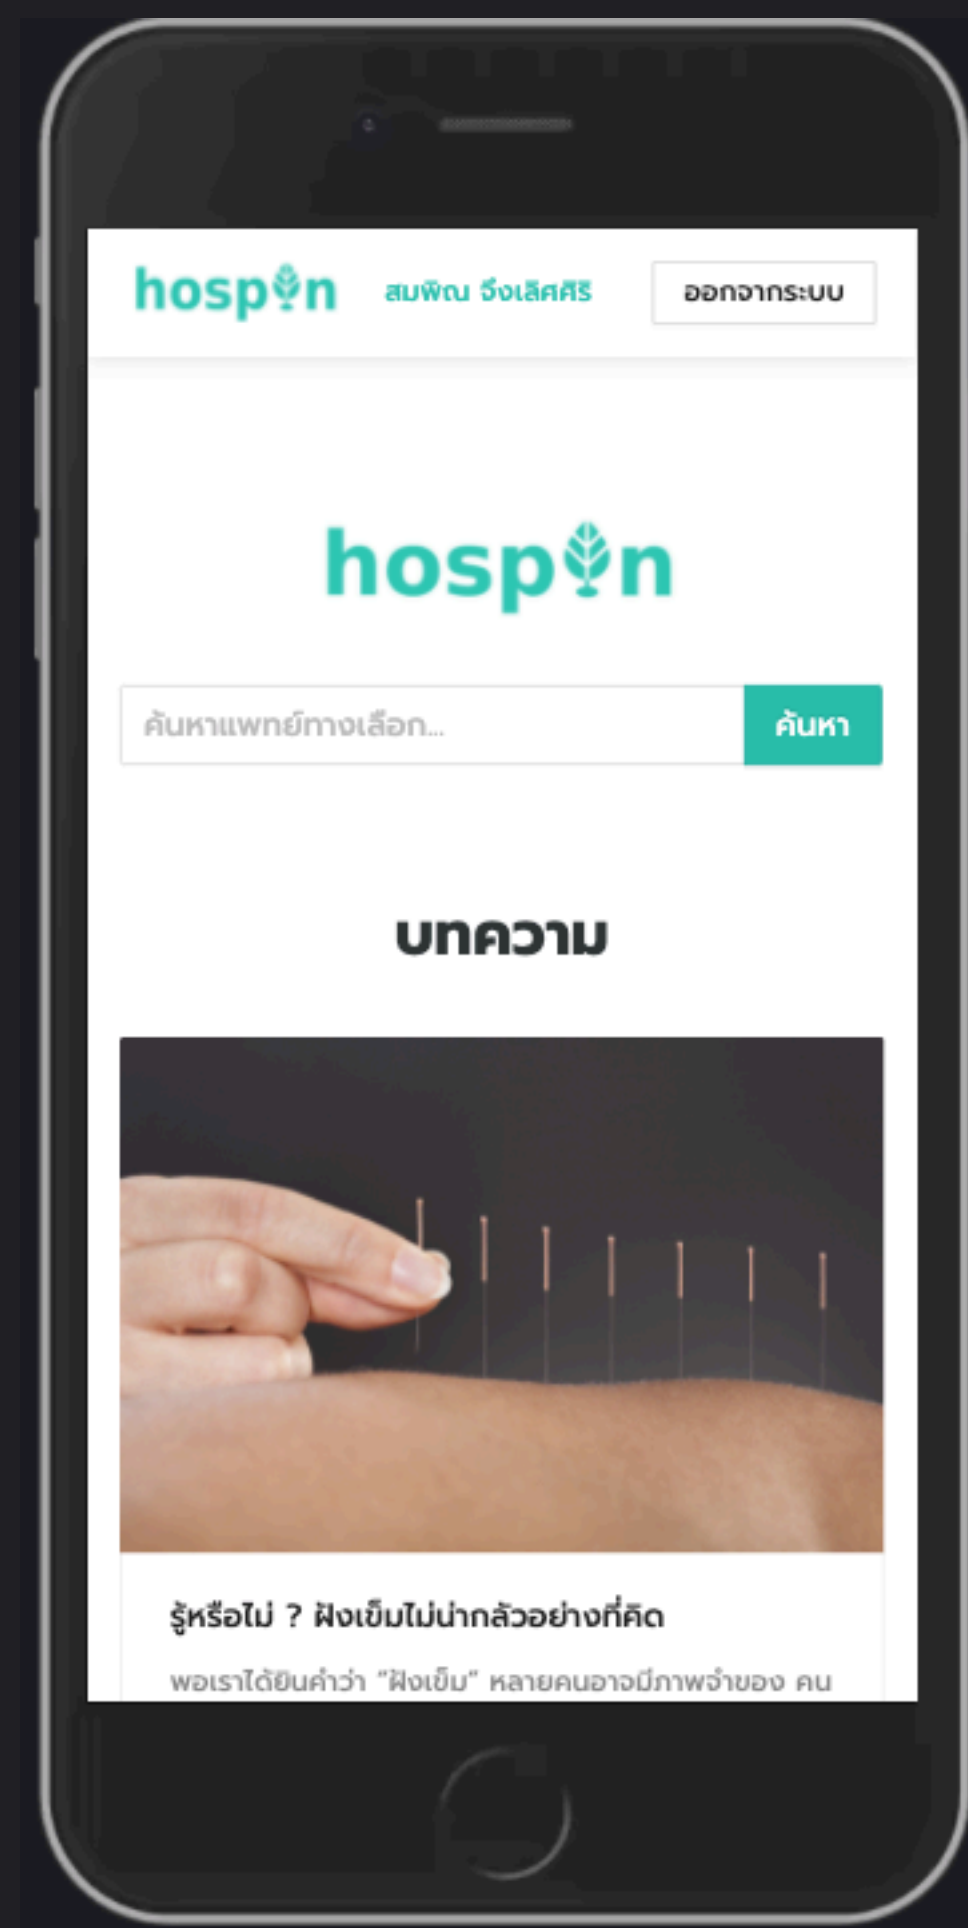 hospin
สมพิณ จึงเลิศศิริ
ออกจากระบบ
hospin
ค้นหาแพทย์ทางเลือก...
ค้นหา
บทความ
รู้หรือไม่ ? ฝังเข็มไม่น่ากลัวอย่างที่คิด
พอเราได้ยินคำว่า “ฝังเข็ม” หลายคนอาจมีภาพจำของ คน